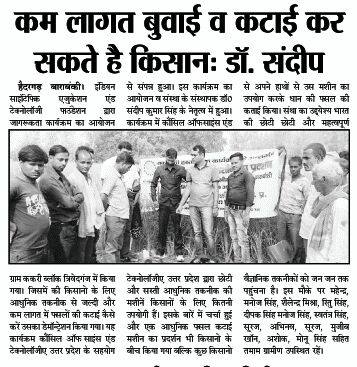 कम लागत बुवाई व कटाई कर
सकते है किसानः डॉ. संदीप
हैदरगढ़ बाराबंकी। इंडियन
साइंटिफिक एजुकेशन एंड
टेक्नोलॉजी फाउंडेशन द्वारा
जागरूकता कार्यक्रम का आयोजन
ग्राम ककरी ब्लॉक त्रिवेदगंज में किया
गया। जिसमें की किसानो के लिए
आधुनिक तकनीक से जल्दी और
कम लागत में फसलों की कटाई कैसे
करें उसका डेमोंस्ट्रेशन किया गया। यह
कार्यक्रम कौंसिल ऑफ साइंस एंड
टेक्नोलॉजीए उत्तर प्रदेश के सहयोग
से संपन्न हुआ। इस कार्यक्रम का
आयोजन व संस्था के संस्थापक डॉ0
संदीप कुमार सिंह के नेतृत्व में हुआ।
कार्यक्रम में कौंसिल ऑफसाइंस एंड
टेक्नोलॉजीए उत्तर प्रदेश द्वारा छोटी
और सस्ती आधुनिक तकनीक की
मशीनें किसानों के लिए कितनी
उपयोगी हैं। इसके बारे में चर्चा हुई
और एक आधुनिक फसल कटाई
मशीन का प्रदर्शन भी किसानो के
बीच किया गया बल्कि कुछ किसानो
से अपने हाथों से उस मशीन का
उपयोग करके धान की फसल की
कटाई किया। संथा का उद्देश्यय भारत
की छोटी छोटी और महत्वपूर्ण
वैज्ञानिक तकनीकों को जन जन तक
पहुंचना है। इस मौके पर महेन्द्र,
मनोज सिंह, शैलेन्द्र मिश्रा, रितु सिंह,
दीपक सिंह मनोज सिंह, स्वतंत्र सिंह,
सूरज, अभिनव, सूरज, मुबीज
खॉन, अशोक, मोनू सिंह सहित
तमाम ग्रामीण उपस्थित रहें।